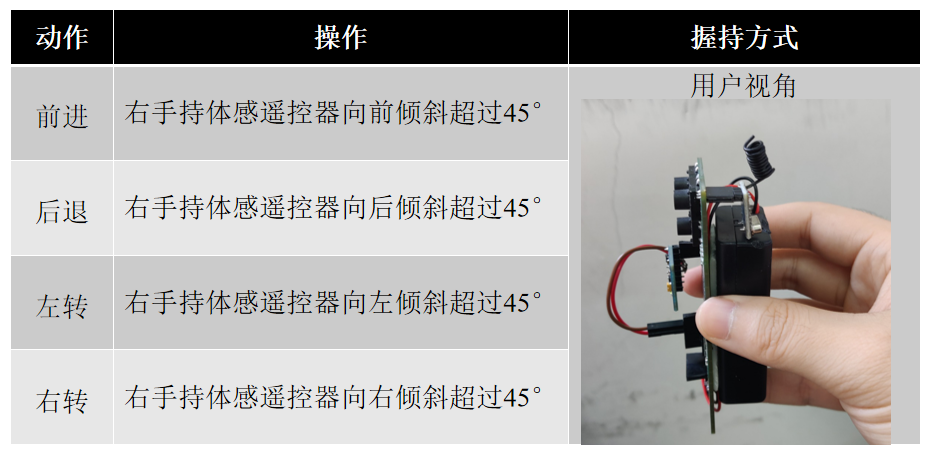 动作 操作 握持方式
前进 右手持体感遥控器向前倾斜超过45° 用户视角
后退 右手持体感遥控器向后倾斜超过45°
左转 右手持体感遥控器向左倾斜超过45°
右转 右手持体感遥控器向右倾斜超过45°